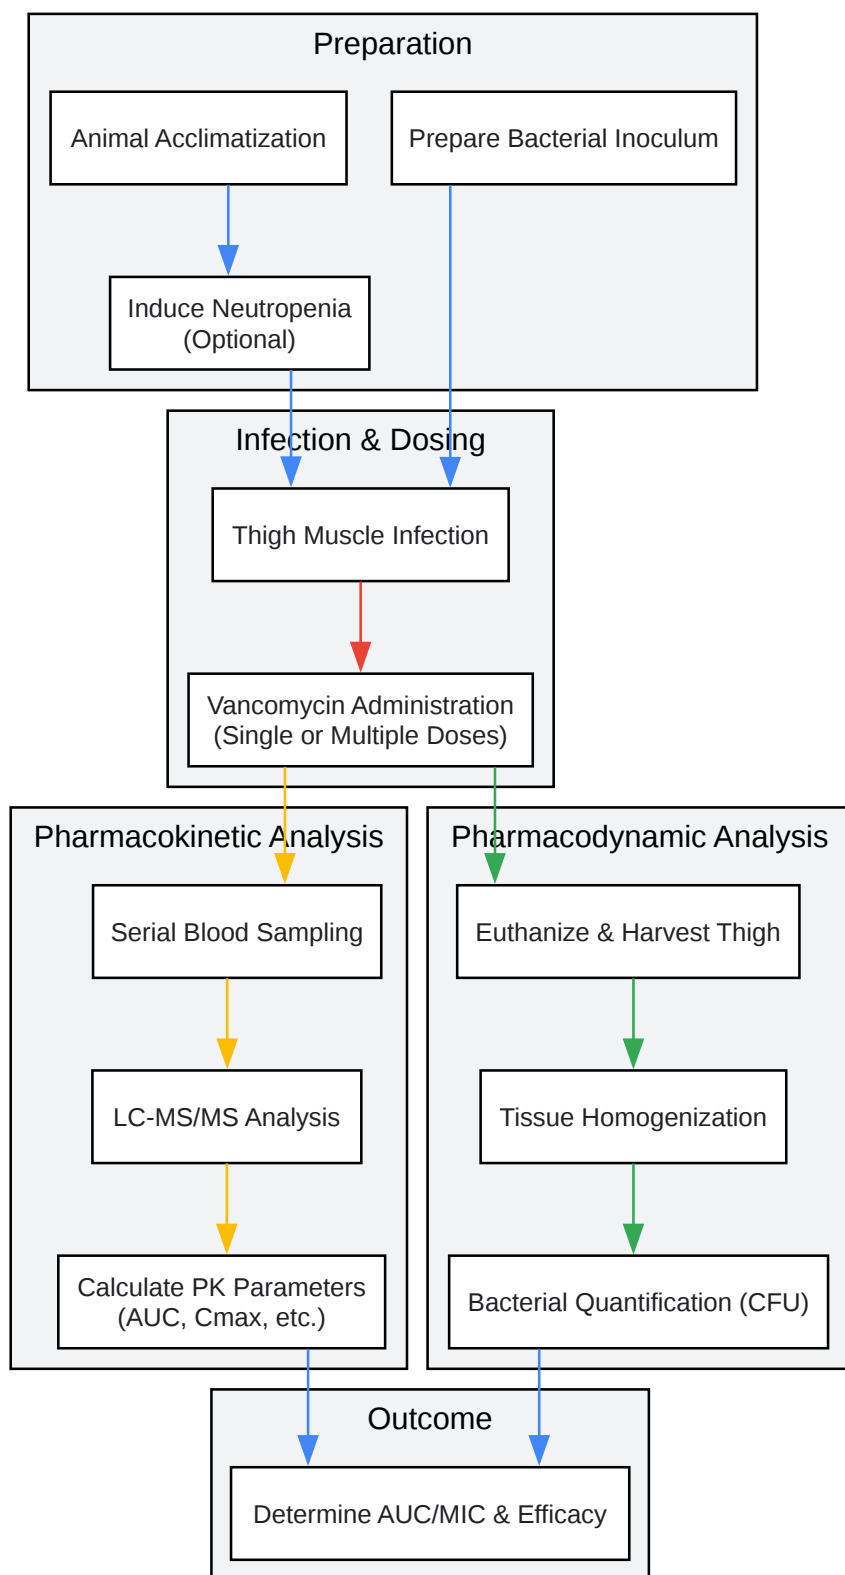 Preparation
Animal Acclimatization
Prepare Bacterial Inoculum
Induce Neutropenia
(Optional)
Infection & Dosing
Thigh Muscle Infection
Vancomycin Administration
(Single or Multiple Doses)
Pharmacokinetic Analysis
Serial Blood Sampling
LC-MS/MS Analysis
Calculate PK Parameters
(AUC, Cmax, etc.)
Pharmacodynamic Analysis
Euthanize & Harvest Thigh
Tissue Homogenization
Bacterial Quantification (CFU)
Outcome
Determine AUC/MIC & Efficacy